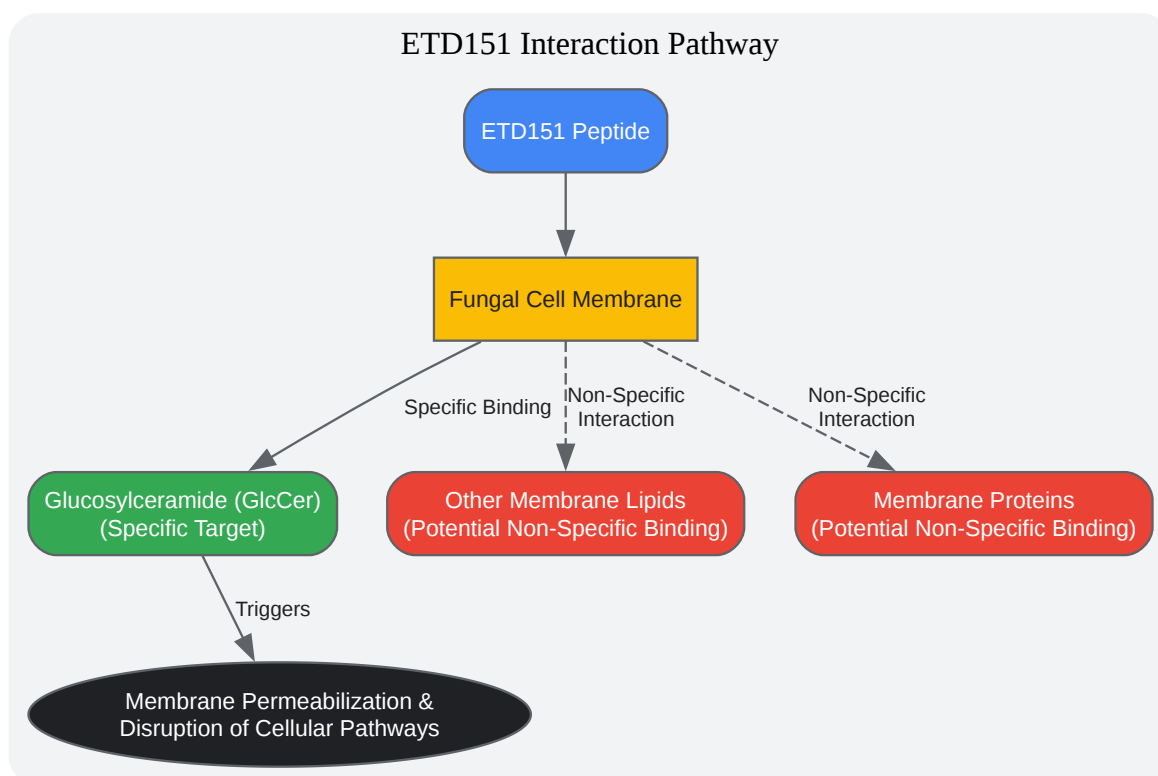 ETD151 Interaction Pathway
ETD151 Peptide
Fungal Cell Membrane
Specific Binding
Non-Specific
Interaction
Non-Specific
Interaction
Glucosylceramide (GlcCer)
(Specific Target)
Other Membrane Lipids
(Potential Non-Specific Binding)
Membrane Proteins
(Potential Non-Specific Binding)
Triggers
Membrane Permeabilization &
Disruption of Cellular Pathways